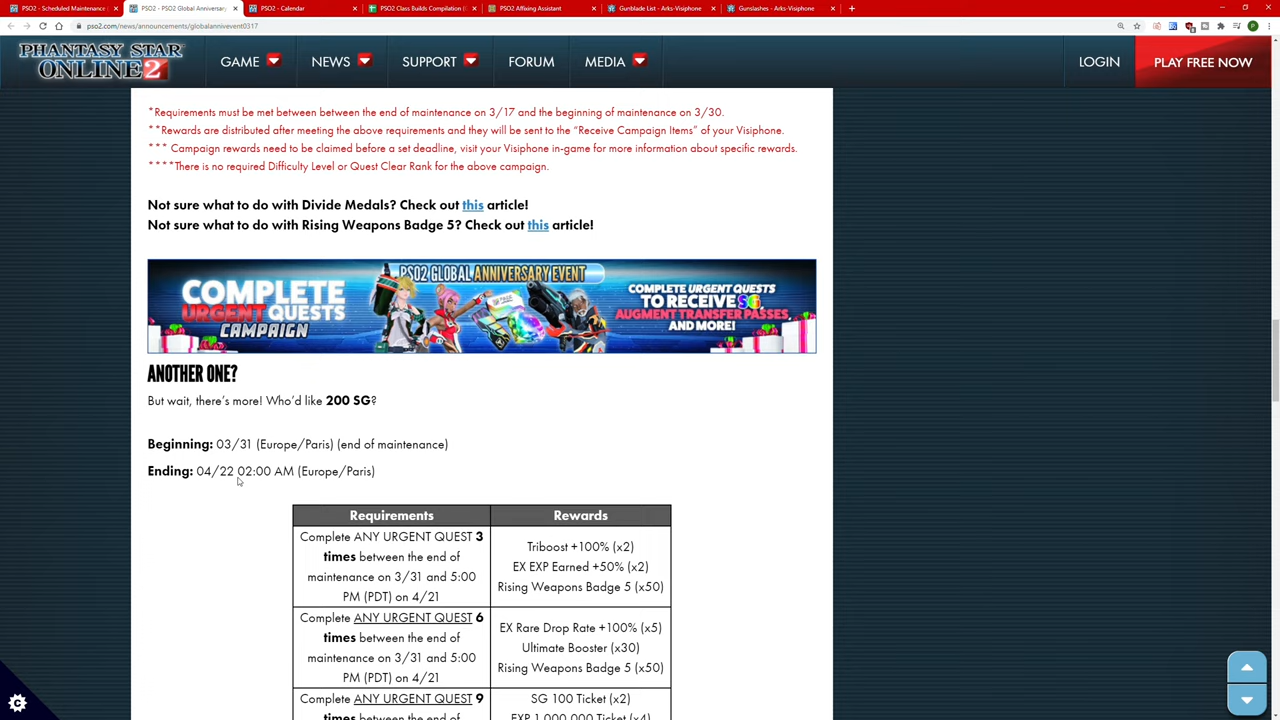 PSO2 - Scheduled Maintenance
PSO2 - PSO2 Global Anniversary
PSO2 - Calendar
PSO2 Class Builds Compilation
PSO2 Affixing Assistant
Gunblade List - Arks-Visiphone
Gunslashes - Arks-Visiphone
pso2.com/news/announcements/globalannivevent0317
PHANTASY STAR
ONLINE 2
GAME
NEWS
SUPPORT
FORUM
MEDIA
LOGIN
PLAY FREE NOW
*Requirements must be met between between the end of maintenance on 3/17 and the beginning of maintenance on 3/30.
**Rewards are distributed after meeting the above requirements and they will be sent to the “Receive Campaign Items” of your Visiphone.
*** Campaign rewards need to be claimed before a set deadline, visit your Visiphone in-game for more information about specific rewards.
****There is no required Difficulty Level or Quest Clear Rank for the above campaign.
Not sure what to do with Divide Medals? Check out this article!
Not sure what to do with Rising Weapons Badge 5? Check out this article!
PSO2 GLOBAL ANNIVERSARY EVENT
COMPLETE
URGENT QUESTS
CAMPAIGN
COMPLETE URGENT QUESTS
TO RECEIVE SG,
AUGMENT TRANSFER PASSES,
AND MORE!
ANOTHER ONE?
But wait, there's more! Who'd like 200 SG?
Beginning: 03/31 (Europe/Paris) (end of maintenance)
Ending: 04/22 02:00 AM (Europe/Paris)
Requirements
Rewards
Complete ANY URGENT QUEST 3
times between the end of
maintenance on 3/31 and 5:00
PM (PDT) on 4/21
Triboost +100% (x2)
EX EXP Earned +50% (x2)
Rising Weapons Badge 5 (x50)
Complete ANY URGENT QUEST 6
times between the end of
maintenance on 3/31 and 5:00
PM (PDT) on 4/21
EX Rare Drop Rate +100% (x5)
Ultimate Booster (x30)
Rising Weapons Badge 5 (x50)
Complete ANY URGENT QUEST 9
SG 100 Ticket (x2)
EXP 1,000,000 Ticket (x4)